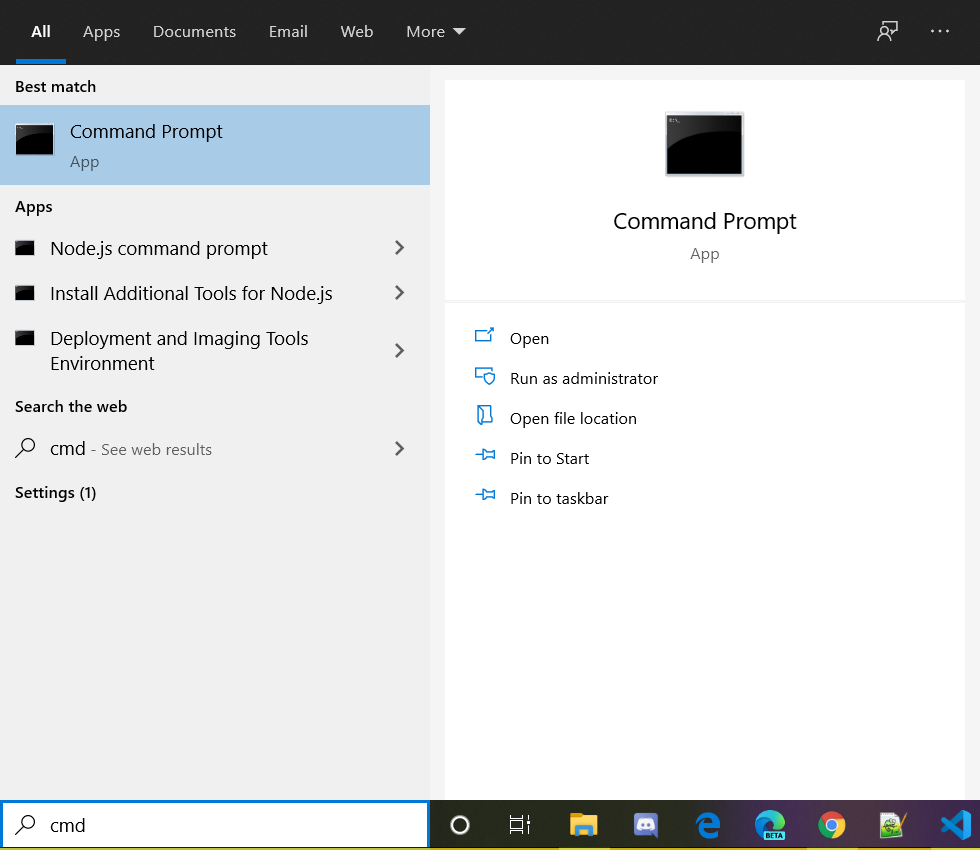 All Apps Documents Email Web More
Best match
Command Prompt
App
Apps
Node.js command prompt
Install Additional Tools for Node.js
Deployment and Imaging Tools
Environment
Search the web
cmd - See web results
Settings (1)
Command Prompt
App
Open
Run as administrator
Open file location
Pin to Start
Pin to taskbar
cmd
BETA